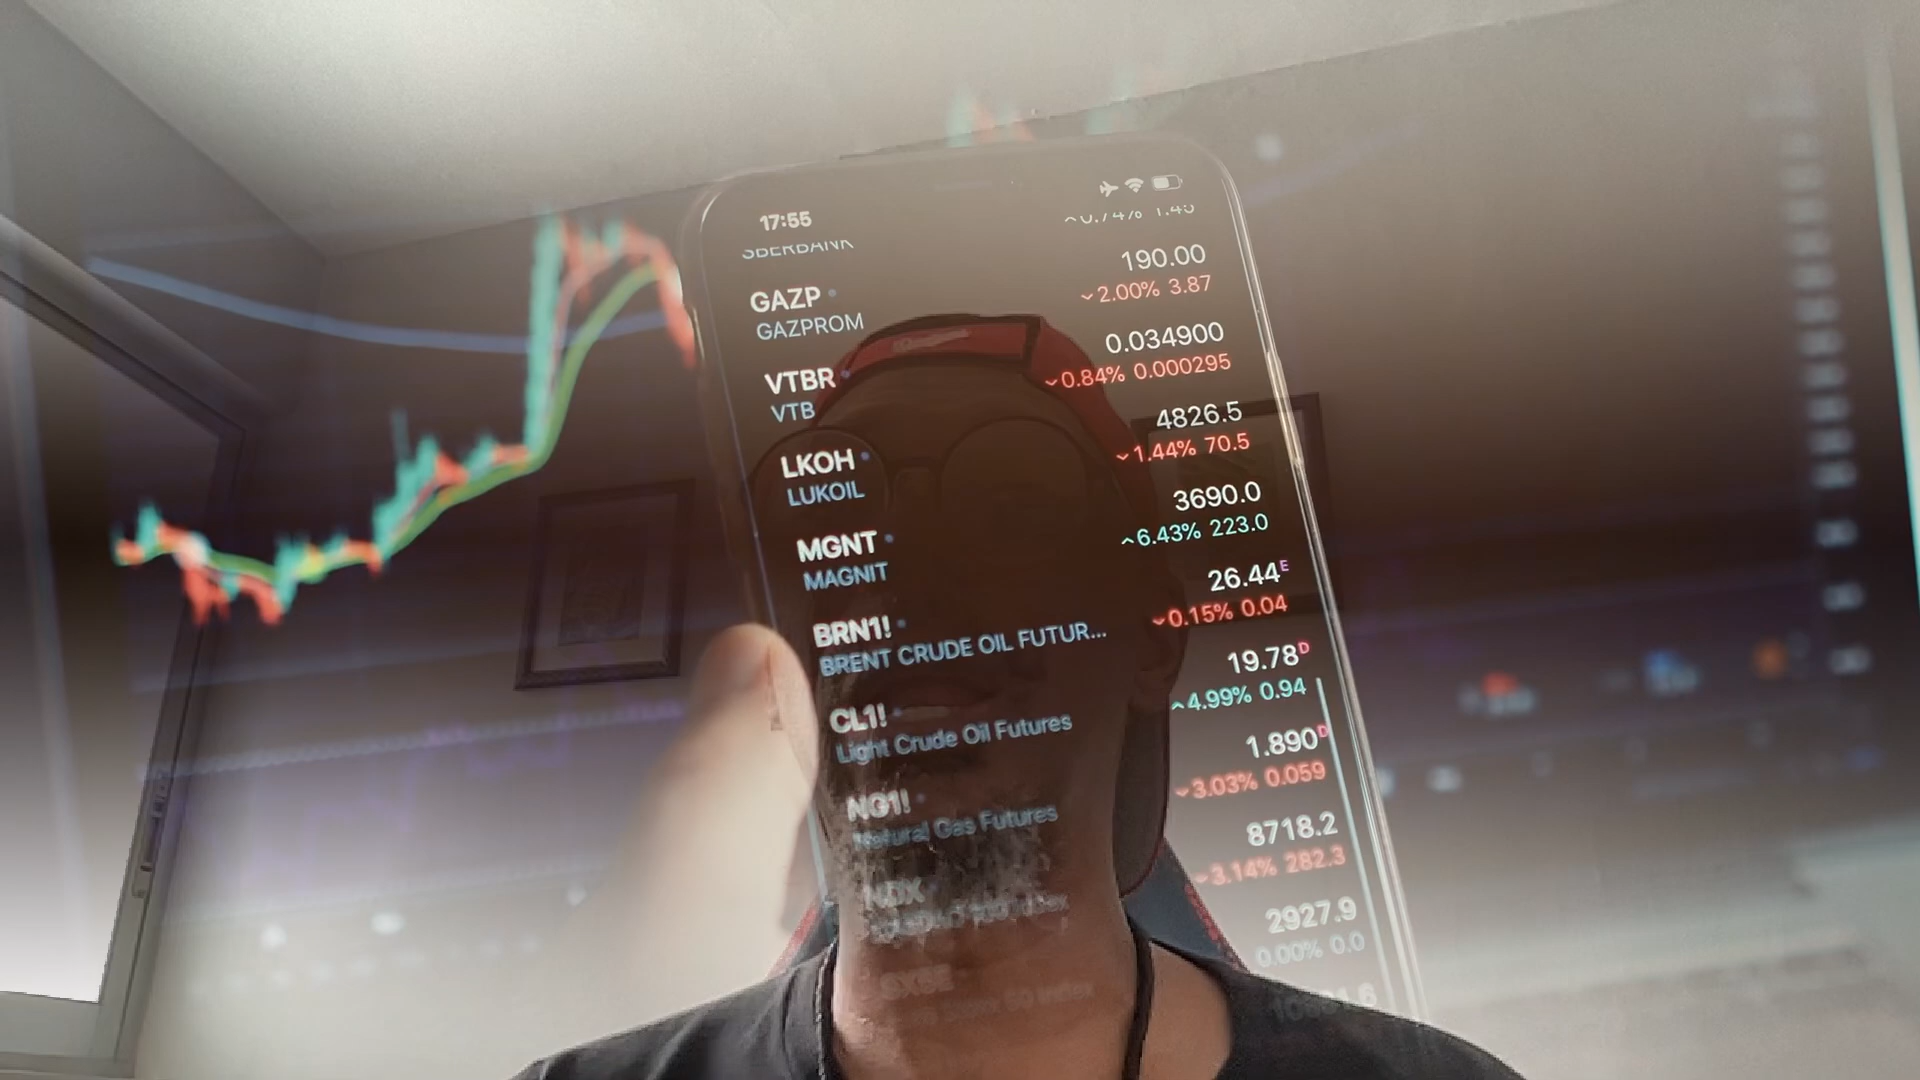 17:55
SBERBANK
190.00
GAZP
2.00% 3.87
GAZPROM
0.034900
VTBR
0.84% 0.000295
VTB
4826.5
LKOH
1.44% 70.5
LUKOIL
3690.0
MGNT
6.43% 223.0
MAGNIT
26.44E
BRN1!
0.15% 0.04
BRENT CRUDE OIL FUTUR...
19.78D
CL1!
4.99% 0.94
Light Crude Oil Futures
1.890D
NG1!
3.03% 0.059
Natural Gas Futures
8718.2
NDX
3.14% 282.3
2927.9
0.00% 0.0